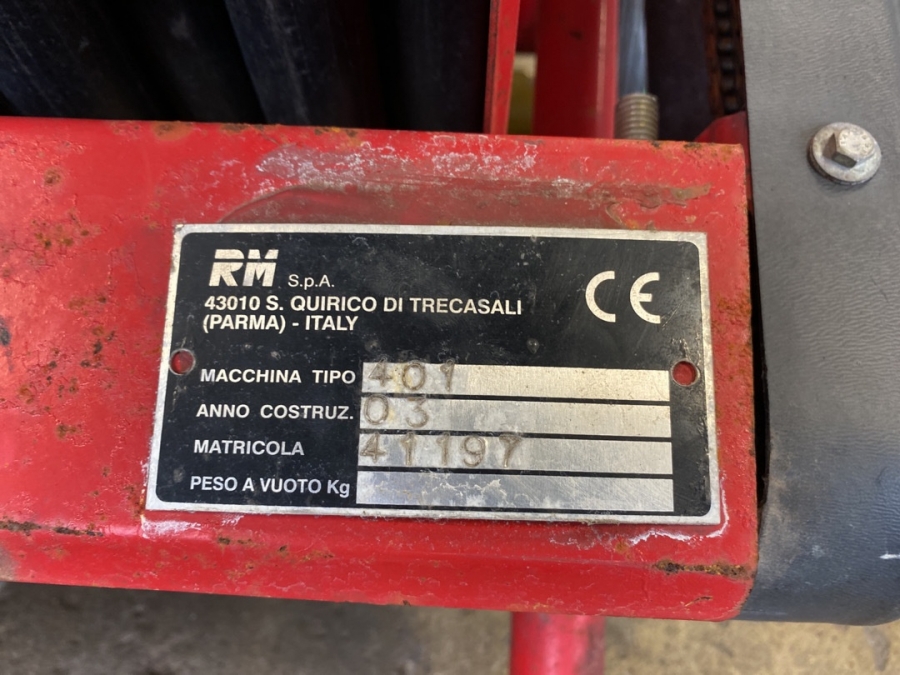 RM S.p.A.
43010 S. QUIRICO DI TRECASALI
(PARMA) - ITALY
CE
MACCHINA TIPO 401
ANNO COSTRUZ. 03
MATRICOLA 41197
PESO A VUOTO Kg